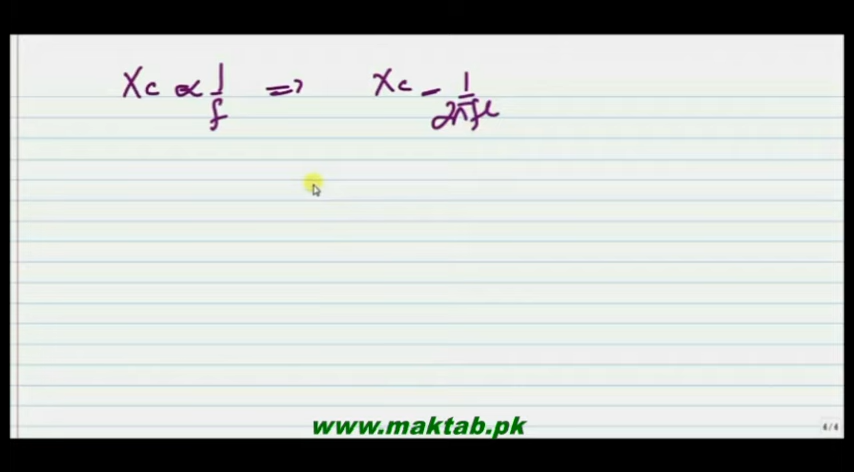 Xc ∝ 1/f ⇒ Xc - 1/2πfc
www.maktab.pk
4/4